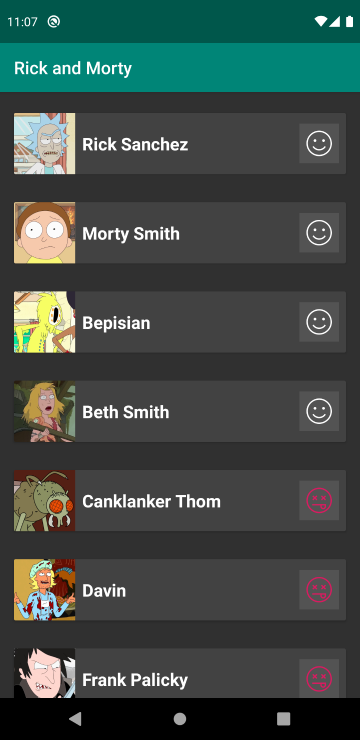 11:07
Rick and Morty
Rick Sanchez
Morty Smith
Bepisian
Beth Smith
Canklanker Thom
Davin
Frank Palicky